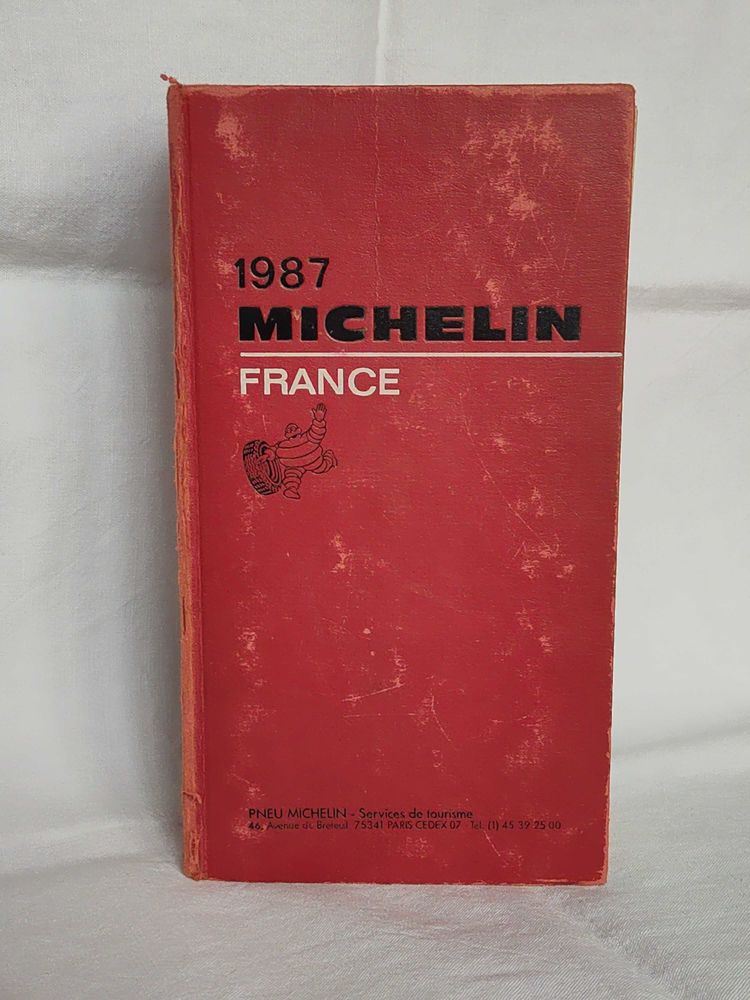 1987
MICHELIN
FRANCE
PNEU MICHELIN - Services de tourisme
46, Avenue de Breteuil 75341 PARIS CEDEX 07 - Tél. (1) 45 39 25 00